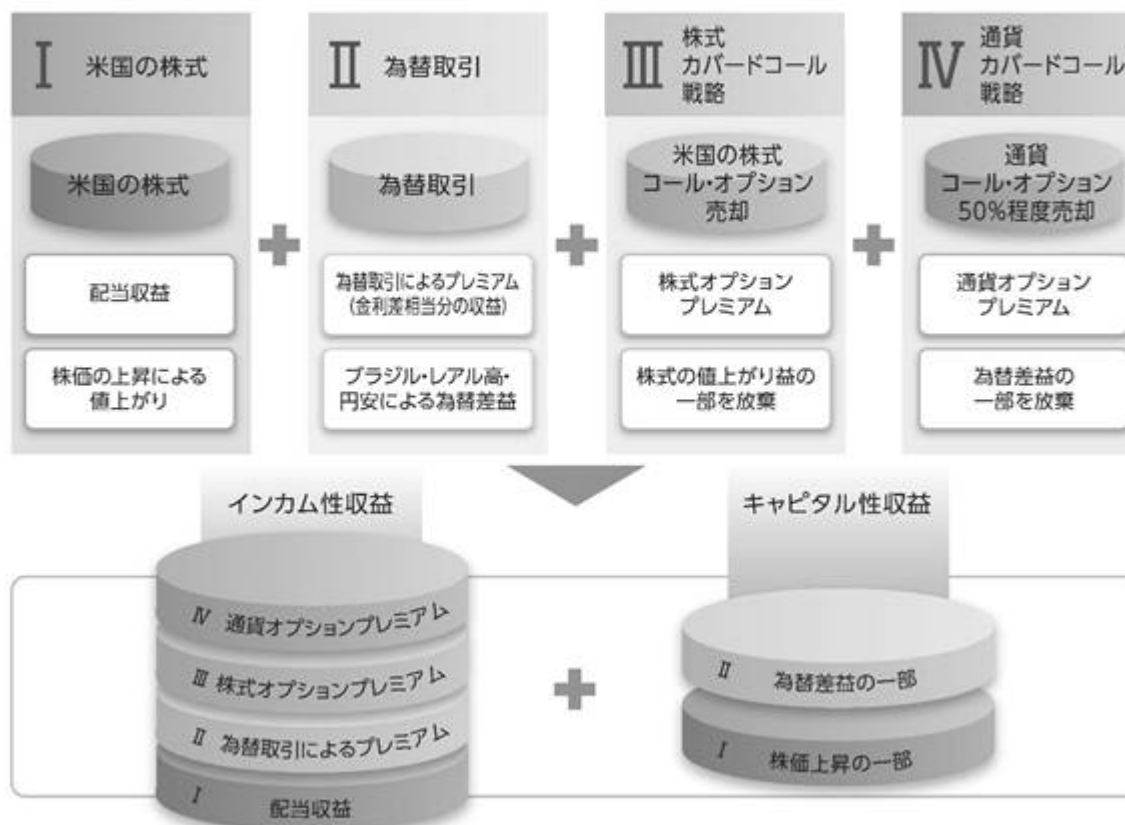 I 米国の株式
II 為替取引
III 株式
カバードコール
戦略
IV 通貨
カバードコール
戦略
米国の株式
為替取引
米国の株式
コール・オプション
売却
通貨
コール・オプション
50%程度売却
配当収益
為替取引によるプレミアム
(金利差相当分の収益)
株式オプション
プレミアム
通貨オプション
プレミアム
株価の上昇による
値上がり
ブラジル・レアル高・
円安による為替差益
株式の値上がり益の
一部を放棄
為替差益の
一部を放棄
インカム性収益
キャピタル性収益
IV 通貨オプションプレミアム
III 株式オプションプレミアム
II 為替取引によるプレミアム
I 配当収益
II 為替差益の一部
I 株価上昇の一部